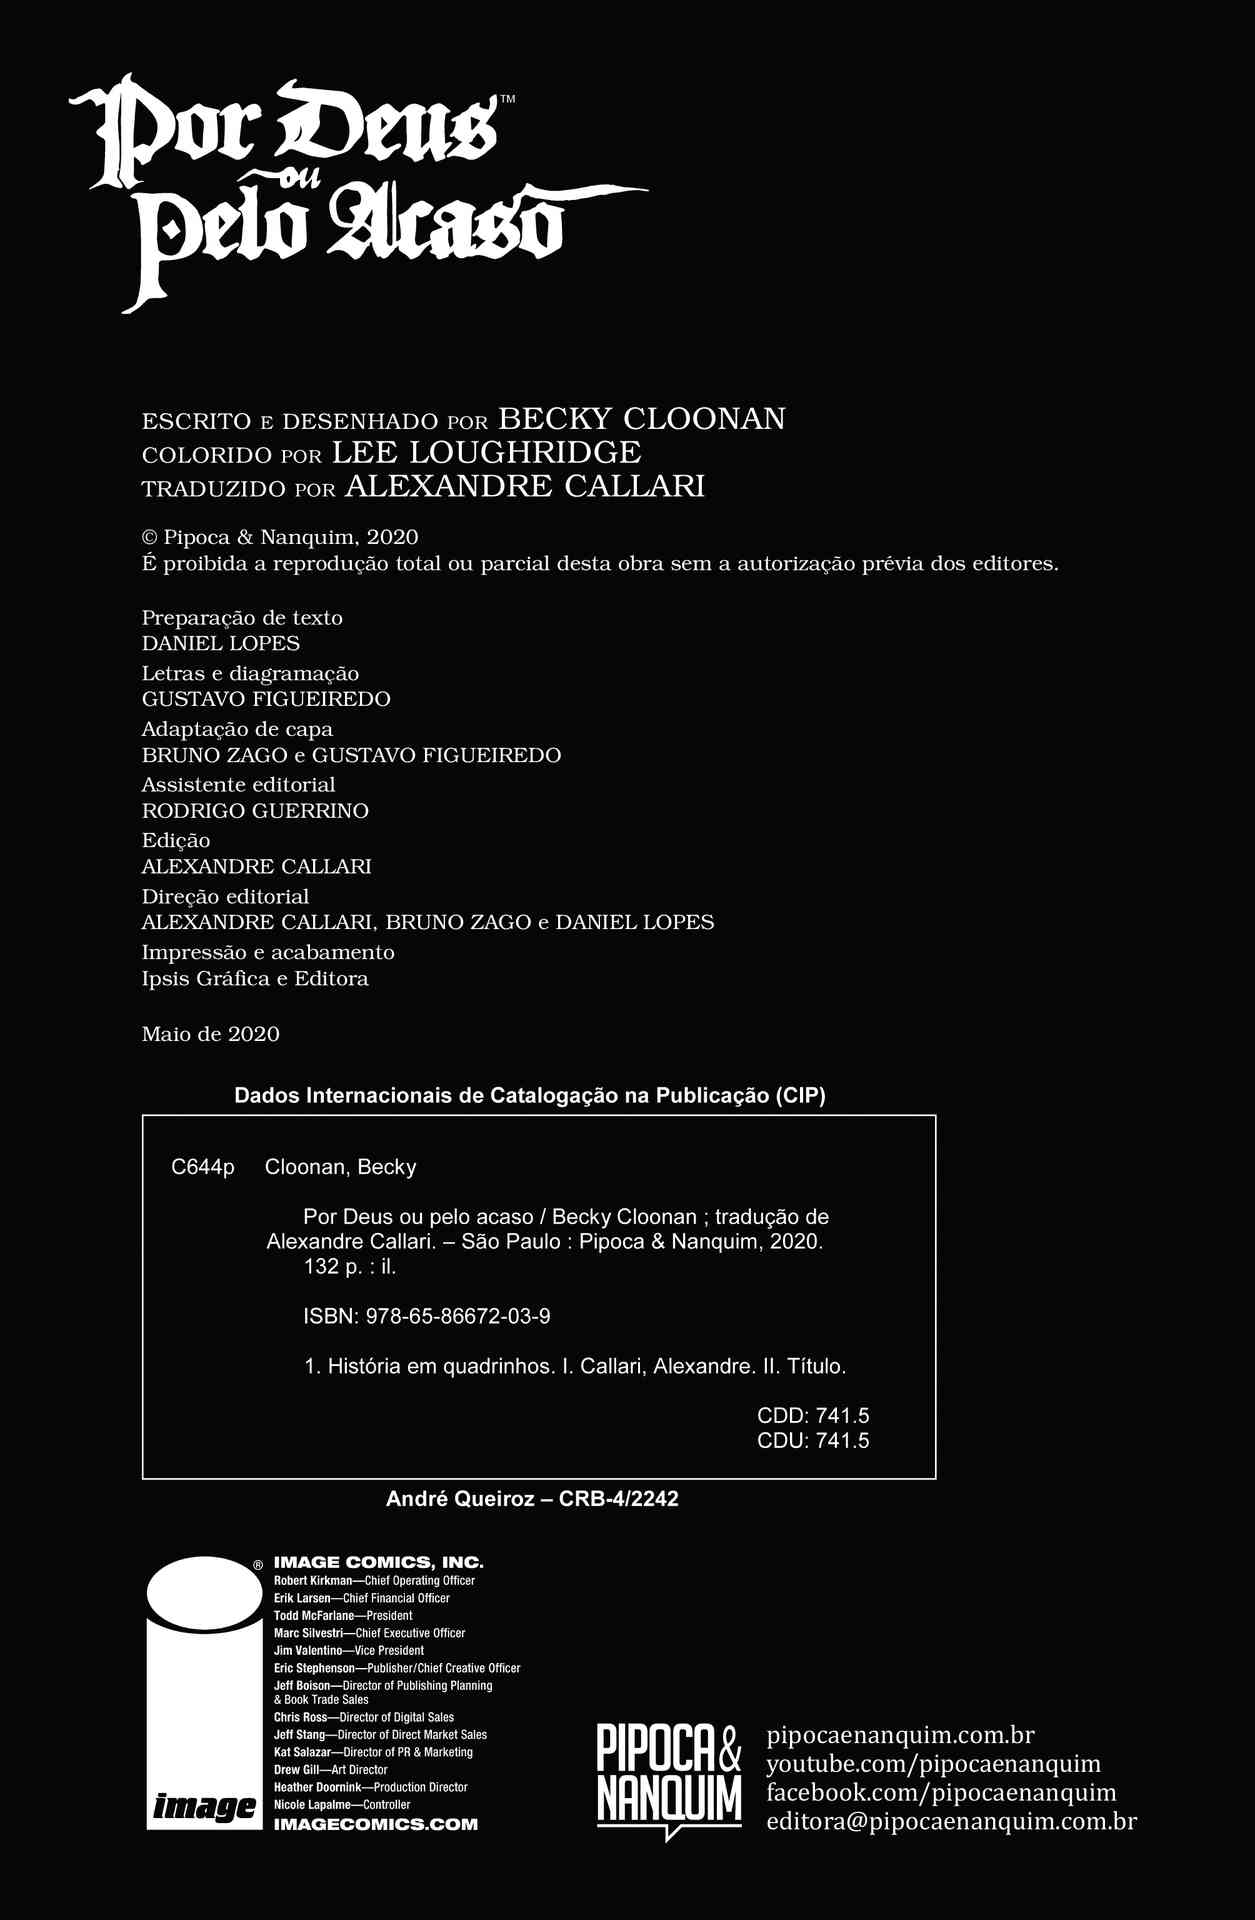 Por Deus™
ou
Pelo Acaso
ESCRITO E DESENHADO POR BECKY CLOONAN
COLORIDO POR LEE LOUGHRIDGE
TRADUZIDO POR ALEXANDRE CALLARI
© Pipoca & Nanquim, 2020
É proibida a reprodução total ou parcial desta obra sem a autorização prévia dos editores.
Preparação de texto
DANIEL LOPES
Letras e diagramação
GUSTAVO FIGUEIREDO
Adaptação de capa
BRUNO ZAGO e GUSTAVO FIGUEIREDO
Assistente editorial
RODRIGO GUERRINO
Edição
ALEXANDRE CALLARI
Direção editorial
ALEXANDRE CALLARI, BRUNO ZAGO e DANIEL LOPES
Impressão e acabamento
Ipsis Gráfica e Editora
Maio de 2020
Dados Internacionais de Catalogação na Publicação (CIP)
C644p Cloonan, Becky
Por Deus ou pelo acaso / Becky Cloonan ; tradução de
Alexandre Callari. – São Paulo : Pipoca & Nanquim, 2020.
132 p. : il.
ISBN: 978-65-86672-03-9
1. História em quadrinhos. I. Callari, Alexandre. II. Título.
CDD: 741.5
CDU: 741.5
André Queiroz – CRB-4/2242
image ®
IMAGE COMICS, INC.
Robert Kirkman—Chief Operating Officer
Erik Larsen—Chief Financial Officer
Todd McFarlane—President
Marc Silvestri—Chief Executive Officer
Jim Valentino—Vice President
Eric Stephenson—Publisher/Chief Creative Officer
Jeff Boison—Director of Publishing Planning
& Book Trade Sales
Chris Ross—Director of Digital Sales
Jeff Stang—Director of Direct Market Sales
Kat Salazar—Director of PR & Marketing
Drew Gill—Art Director
Heather Doornink—Production Director
Nicole Lapalme—Controller
IMAGECOMICS.COM
PIPOCA &
NANQUIM
pipocaenanquim.com.br
youtube.com/pipocaenanquim
facebook.com/pipocaenanquim
editora@pipocaenanquim.com.br